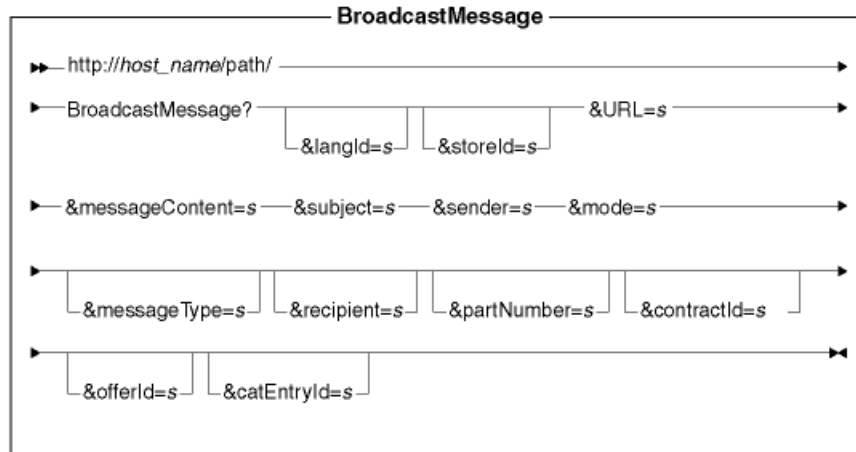 BroadcastMessage
http://host_name/path/
BroadcastMessage? &URL=s
&langId=s &storeId=s
&messageContent=s &subject=s &sender=s &mode=s
&messageType=s &recipient=s &partNumber=s &contractId=s
&offerId=s &catEntryId=s